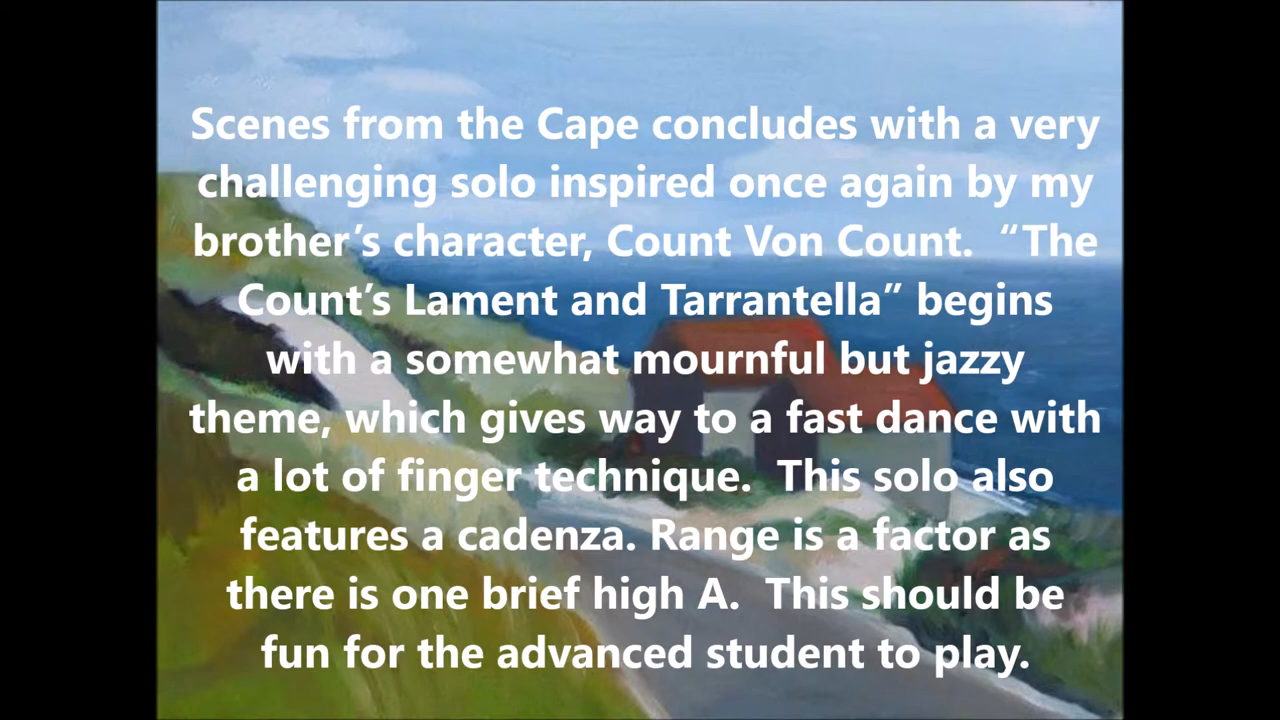 Scenes from the Cape concludes with a very
challenging solo inspired once again by my
brother’s character, Count Von Count.  “The
Count’s Lament and Tarrantella” begins
with a somewhat mournful but jazzy
theme, which gives way to a fast dance with
a lot of finger technique.  This solo also
features a cadenza. Range is a factor as
there is one brief high A.  This should be
fun for the advanced student to play.